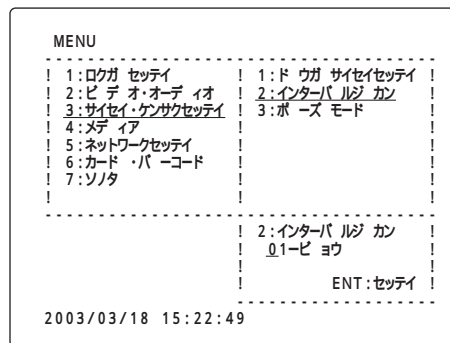 MENU
! 1:ロクガ セッテイ ! 1:ド ウガ サイセイセッテイ !
! 2:ビ デ オ・オーデ ィオ ! 2:インターバ ルジ カン !
! 3:サイセイ・ケンサクセッテイ ! 3:ポ ーズ モード !
! 4:メデ ィア ! !
! 5:ネットワークセッテイ ! !
! 6:カード ・バ ーコード ! !
! 7:ソノタ ! !
! ! !
! 2:インターバ ルジ カン !
! 01ービ ョウ !
! !
! ENT:セッテイ !
2003/03/18 15:22:49